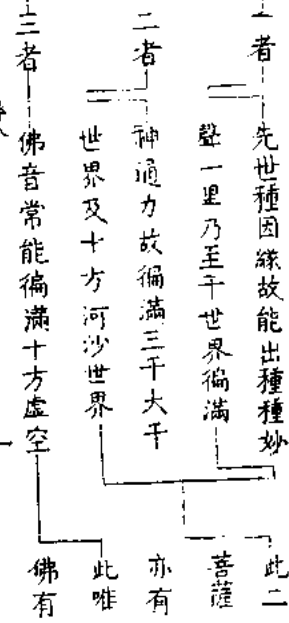 一者
先世種因緣故能出種種妙
聲一里乃至千世界徧滿
二者
神通力故徧滿三千大千
世界及十方河沙世界
三者
佛音常能徧滿十方虛空
此二
菩薩
亦有
此唯
佛有